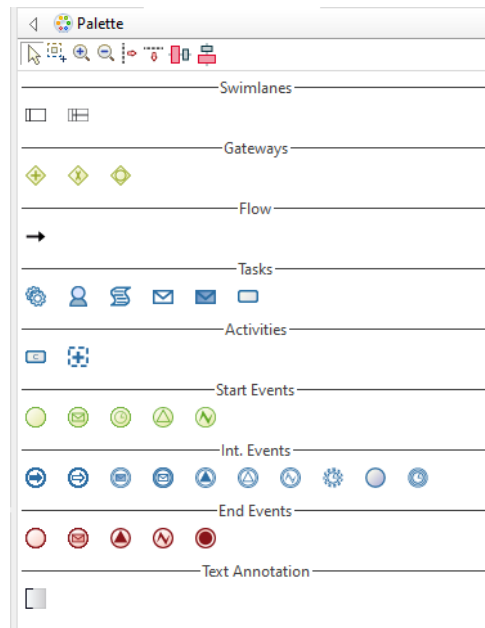 Palette
Swimlanes
Gateways
Flow
Tasks
Activities
C
Start Events
Int. Events
End Events
Text Annotation